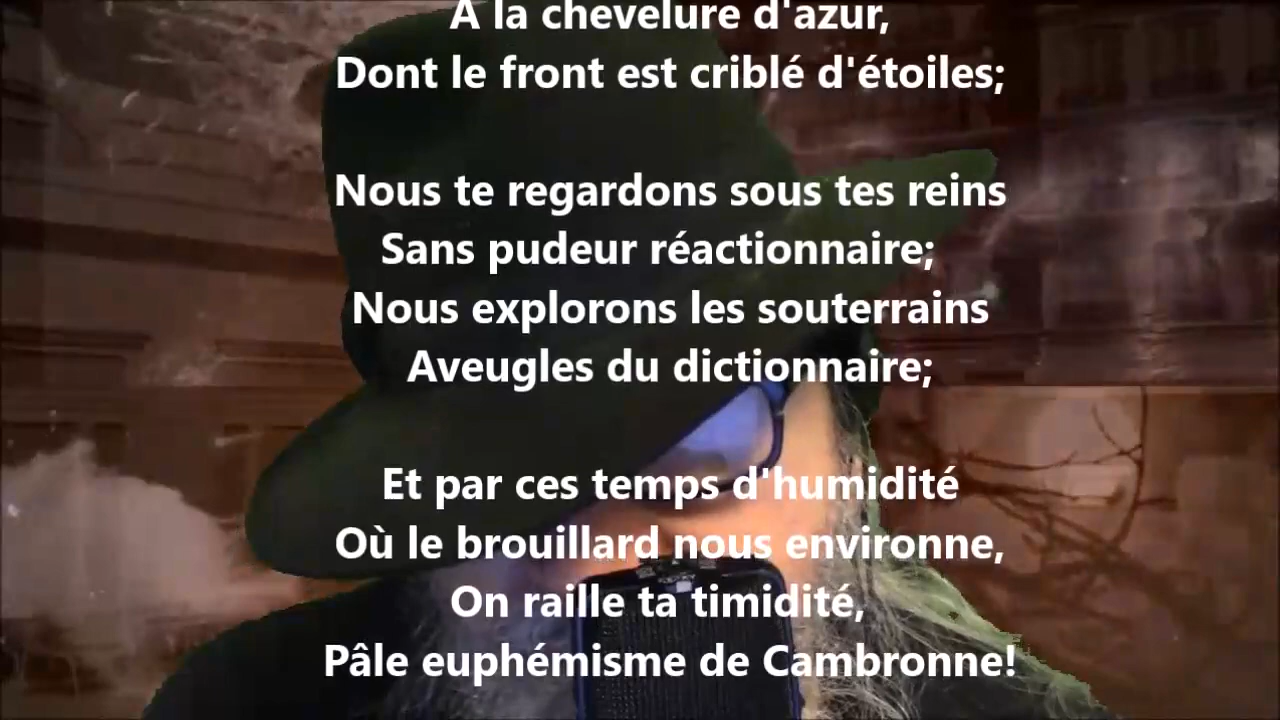 A la chevelure d'azur,
Dont le front est criblé d'étoiles;
Nous te regardons sous tes reins
Sans pudeur réactionnaire;
Nous explorons les souterrains
Aveugles du dictionnaire;
Et par ces temps d'humidité
Où le brouillard nous environne,
On raille ta timidité,
Pâle euphémisme de Cambronne!